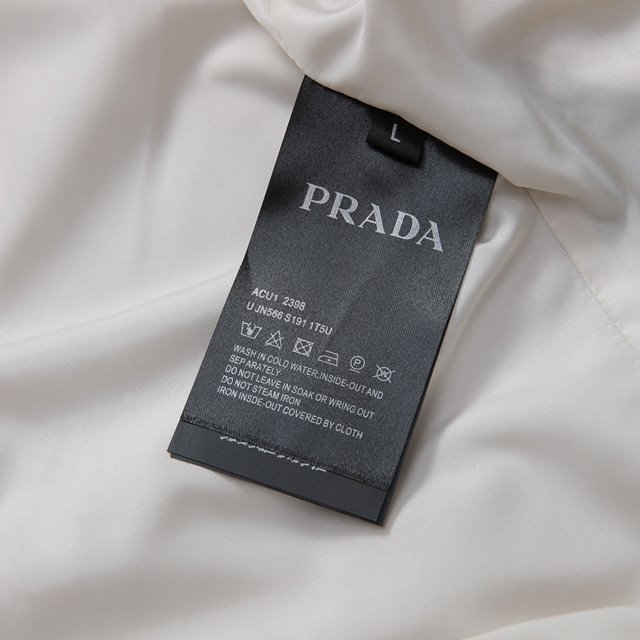 L
PRADA
ACU1 2398
U JN566 S191 1T5U
WASH IN COLD WATER,INSIDE-OUT AND
SEPARATELY
DO NOT LEAVE IN SOAK OR WRING OUT
DO NOT STEAM IRON
IRON INSIDE-OUT COVERED BY CLOTH